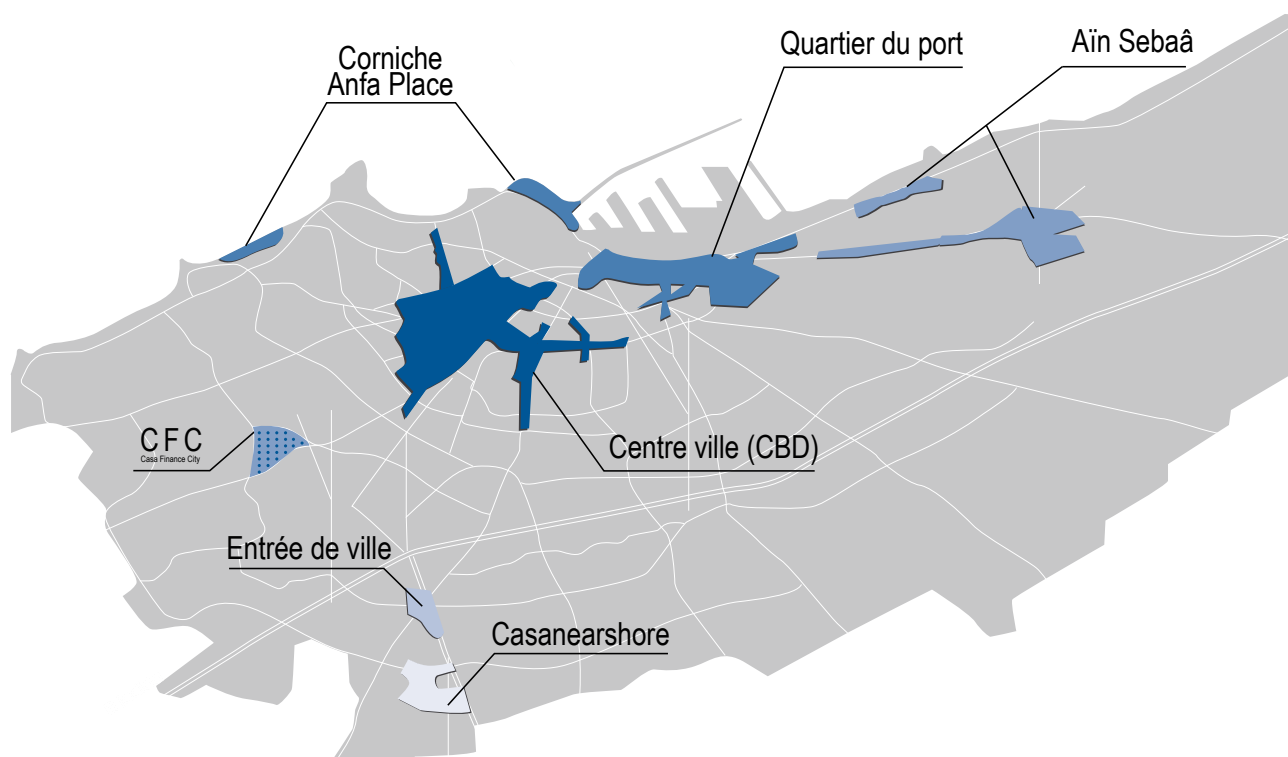 Corniche
Anfa Place
Quartier du port
Aïn Sebaâ
CFC
Casa Finance City
Centre ville (CBD)
Entrée de ville
Casanearshore